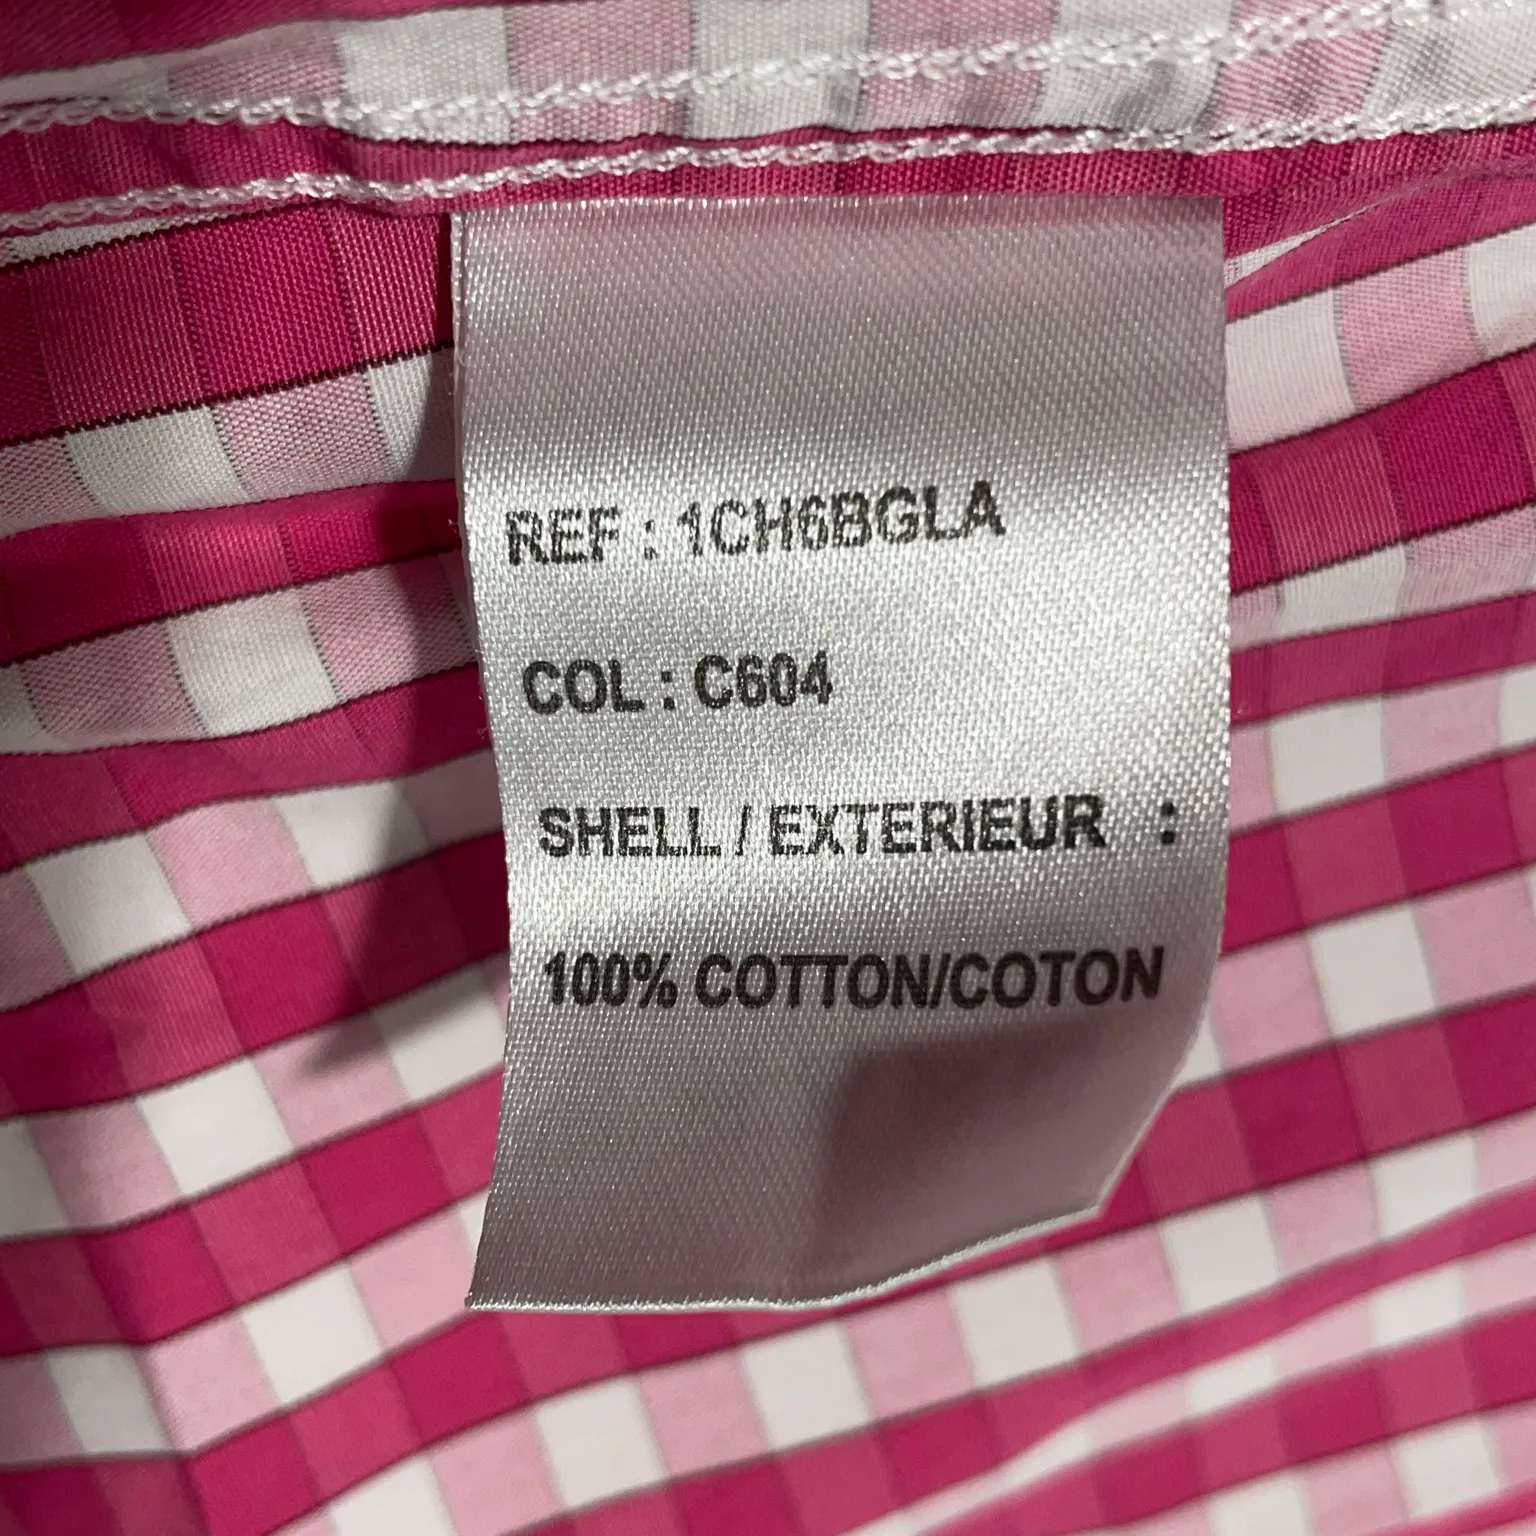 REF : 1CH6BGLA
COL : C604
SHELL / EXTERIEUR :
100% COTTON/COTON